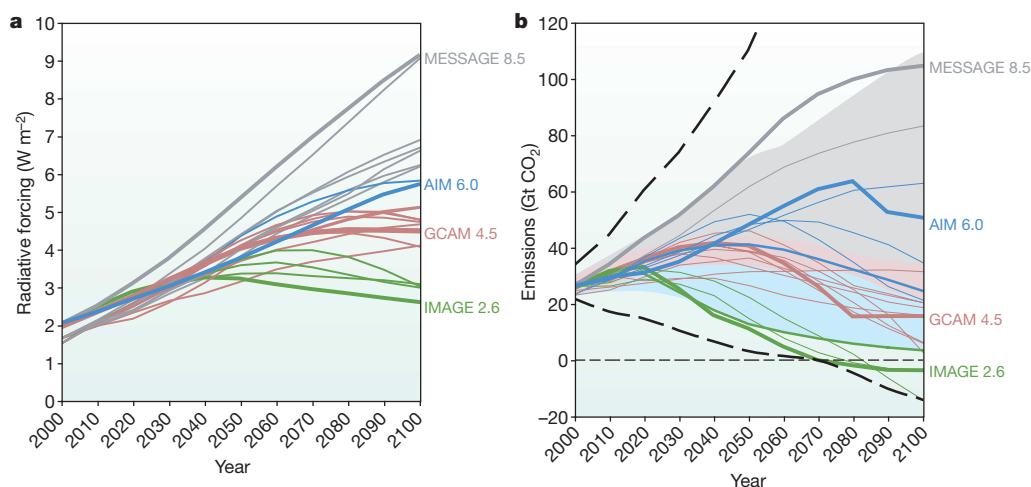 a
10
9
8
7
6
5
4
3
2
1
0
Radiative forcing (W m⁻²)
MESSAGE 8.5
AIM 6.0
GCAM 4.5
IMAGE 2.6
2000 2010 2020 2030 2040 2050 2060 2070 2080 2090 2100
Year
b
120
100
80
60
40
20
0
–20
Emissions (Gt CO₂)
MESSAGE 8.5
AIM 6.0
GCAM 4.5
IMAGE 2.6
2000 2010 2020 2030 2040 2050 2060 2070 2080 2090 2100
Year